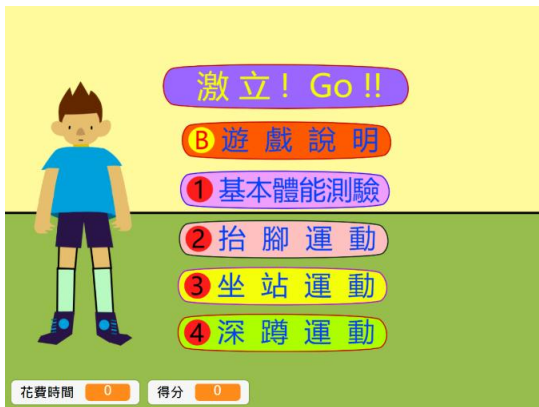 激立！Go !!
B 遊戲說明
1 基本體能測驗
2 抬腳運動
3 坐站運動
4 深蹲運動
花費時間 0 得分 0